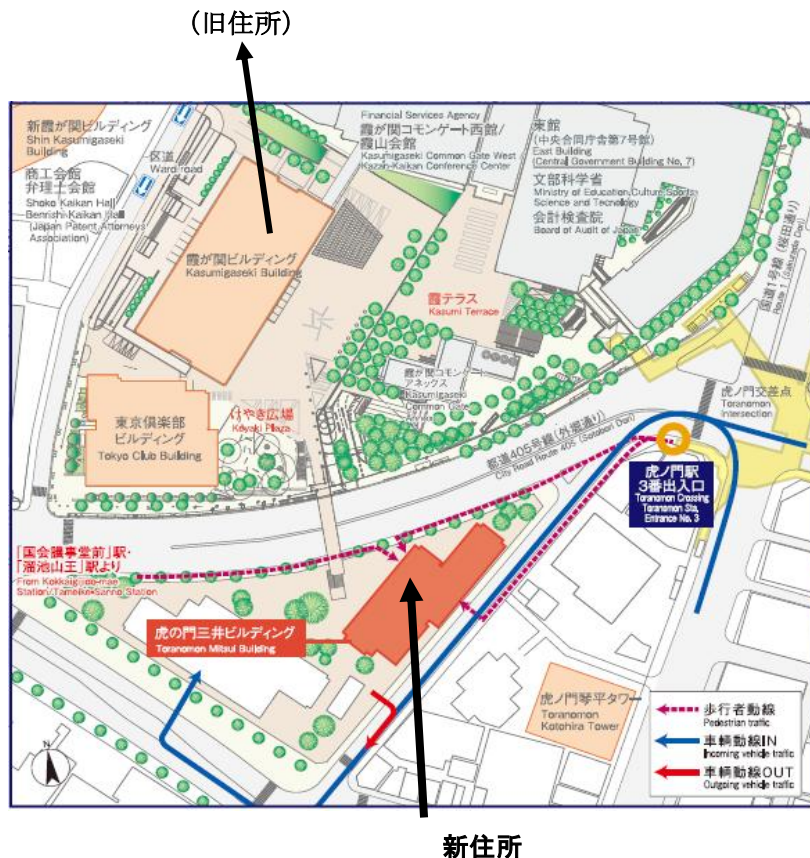 （旧住所）
新霞が関ビルディング
Shin Kasumigaseki
Building
区道
Ward road
商工会館
弁理士会館
Shoko Kaikan Hall
Benrishi Kaikan Hall
(Japan Patent Attorneys
Association)
Financial Services Agency
霞が関コモンゲート西館/
霞山会館
Kasumigaseki Common Gate West
/Kazan-Kaikan Conference Center
東館
(中央合同庁舎第7号館)
East Building
(Central Government Building No, 7)
文部科学省
Ministry of Education,Culture Sports
Science and Tecnology
会計検査院
Board of Audit of Japan
国道1号線(桜田通り)
Route 1 (Sakurada Dori)
霞が関ビルディング
Kasumigaseki Building
霞テラス
Kasumi Terrace
霞が関コモンゲート
アネックス
Kasumigaseki
Common Gate
Annex
虎ノ門交差点
Toranomon
Intersection
東京倶楽部
ビルディング
Tokyo Club Building
けやき広場
Keyaki Plaza
都道405号線(外堀通り)
City Road Route 405 (Sotobori Dori)
虎ノ門駅
3番出入口
Toranomon Crossing
Toranomon Sta,
Entrance No. 3
「国会議事堂前」駅・
「溜池山王」駅より
From Kokkaigijido-mae
Station/Tameike-Sanno Station
虎の門三井ビルディング
Toranomon Mitsui Building
虎ノ門琴平タワー
Toranomon
Kotohira Tower
歩行者動線
Pedestrian traffic
車輌動線IN
Incoming vehicle traffic
車輌動線OUT
Outgoing vehicle traffic
N
新住所